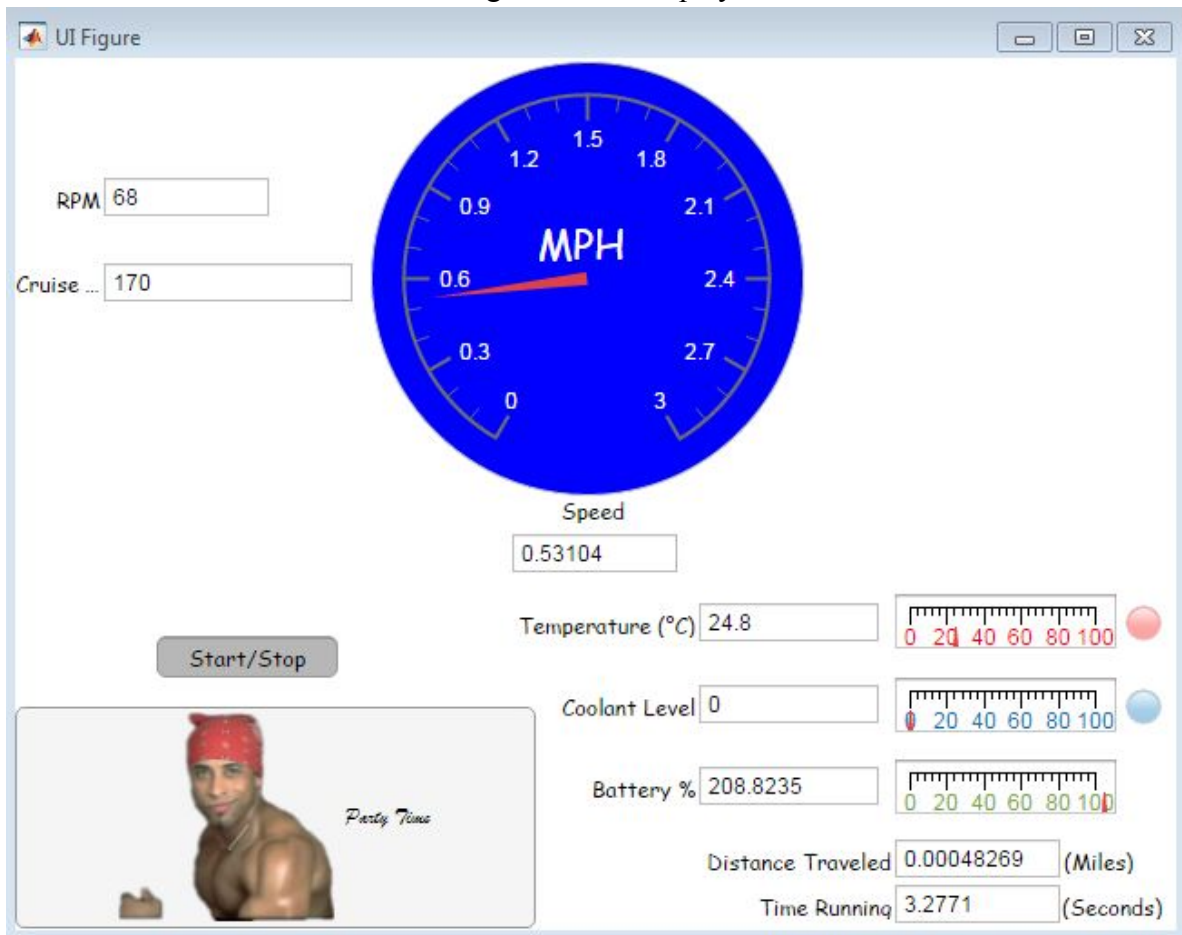 UI Figure
1.5
1.2 1.8
RPM 68
0.9 2.1
MPH
Cruise ... 170
0.6 2.4
0.3 2.7
0 3
Speed
0.53104
Temperature (°C) 24.8
0 20 40 60 80 100
Start/Stop
Coolant Level 0
0 20 40 60 80 100
Battery % 208.8235
0 20 40 60 80 100
Party Time
Distance Traveled 0.00048269 (Miles)
Time Running 3.2771 (Seconds)